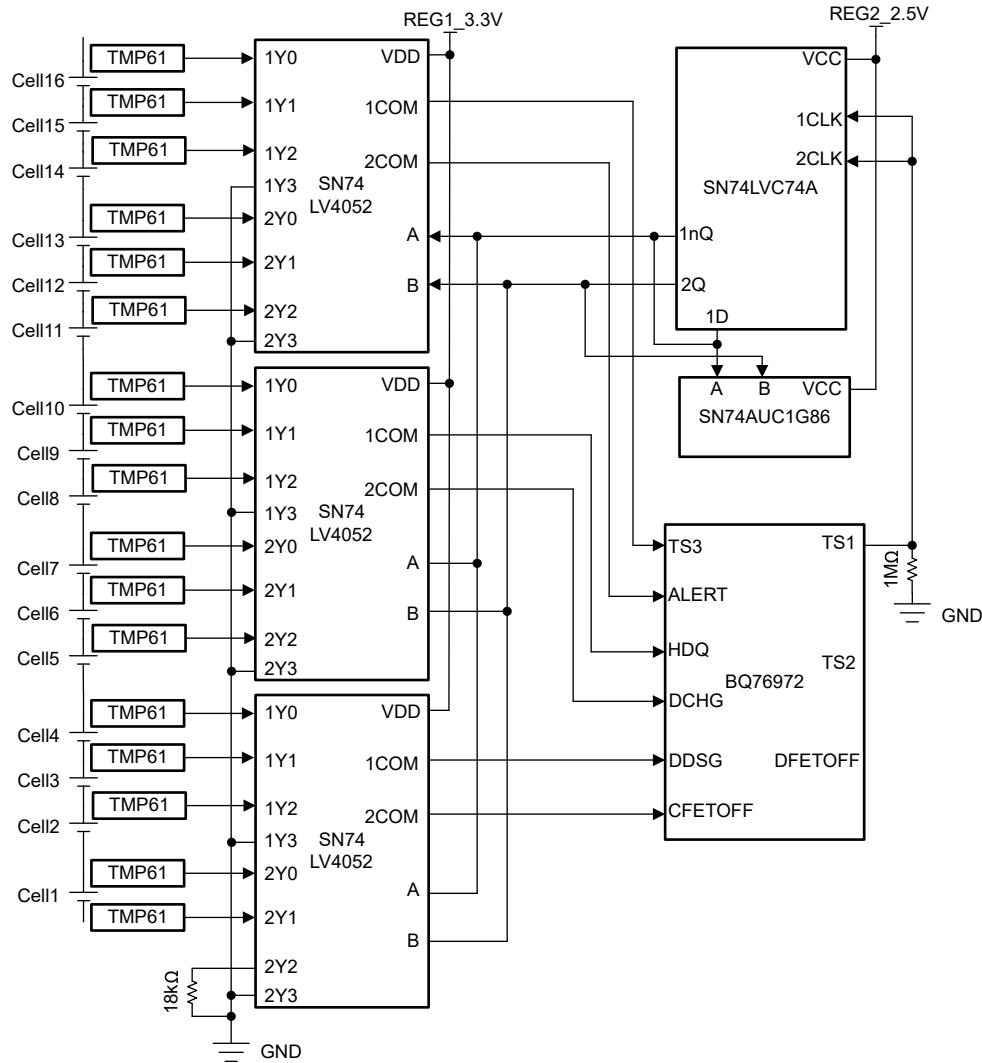 REG1_3.3V
REG2_2.5V
TMP61
Cell16
TMP61
Cell15
TMP61
Cell14
TMP61
Cell13
TMP61
Cell12
TMP61
Cell11
1Y0
1Y1
1Y2
1Y3
2Y0
2Y1
2Y2
2Y3
SN74
LV4052
VDD
1COM
2COM
A
B
VCC
1CLK
2CLK
SN74LVC74A
1nQ
2Q
1D
A
B
VCC
SN74AUC1G86
TMP61
Cell10
TMP61
Cell9
TMP61
Cell8
TMP61
Cell7
TMP61
Cell6
TMP61
Cell5
1Y0
1Y1
1Y2
1Y3
2Y0
2Y1
2Y2
2Y3
SN74
LV4052
VDD
1COM
2COM
A
B
TS3
ALERT
HDQ
DCHG
DDSG
CFETOFF
BQ76972
TS1
TS2
DFETOFF
1MΩ
GND
TMP61
Cell4
TMP61
Cell3
TMP61
Cell2
TMP61
Cell1
TMP61
1Y0
1Y1
1Y2
1Y3
2Y0
2Y1
2Y2
2Y3
SN74
LV4052
VDD
1COM
2COM
A
B
18kΩ
GND